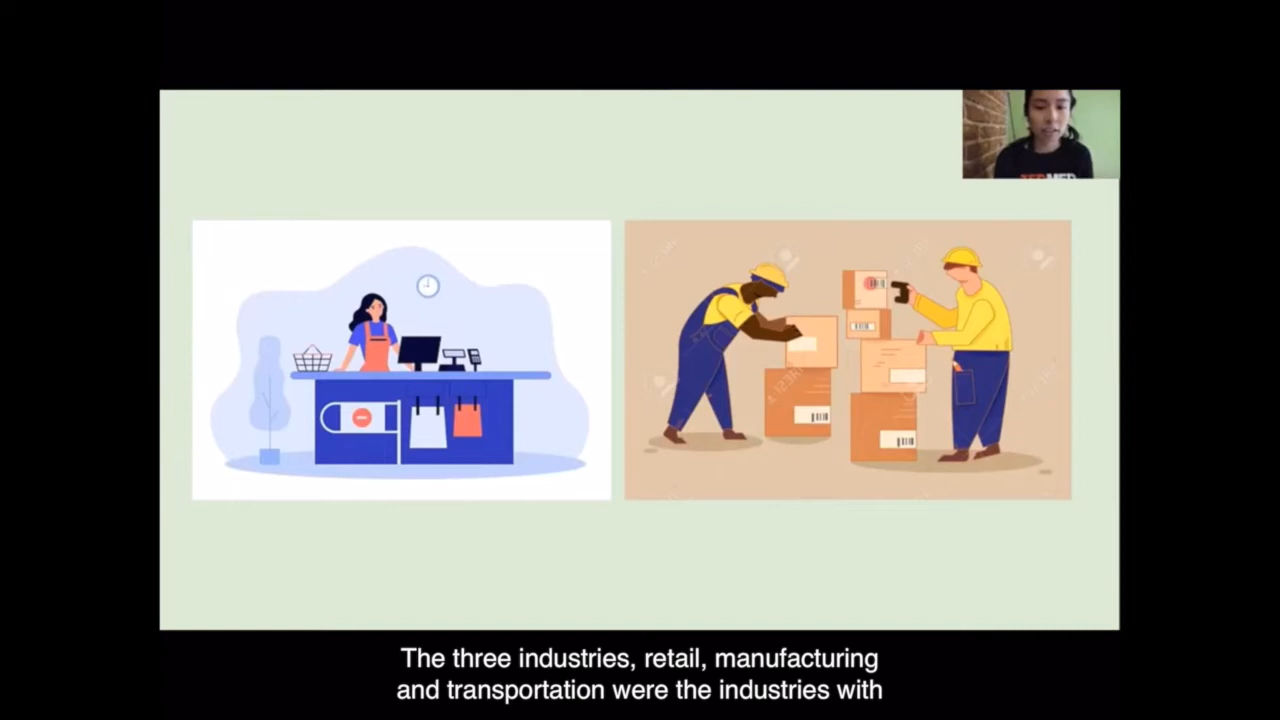 The three industries, retail, manufacturing
and transportation were the industries with